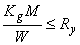 K_g M / W ≤ R_y